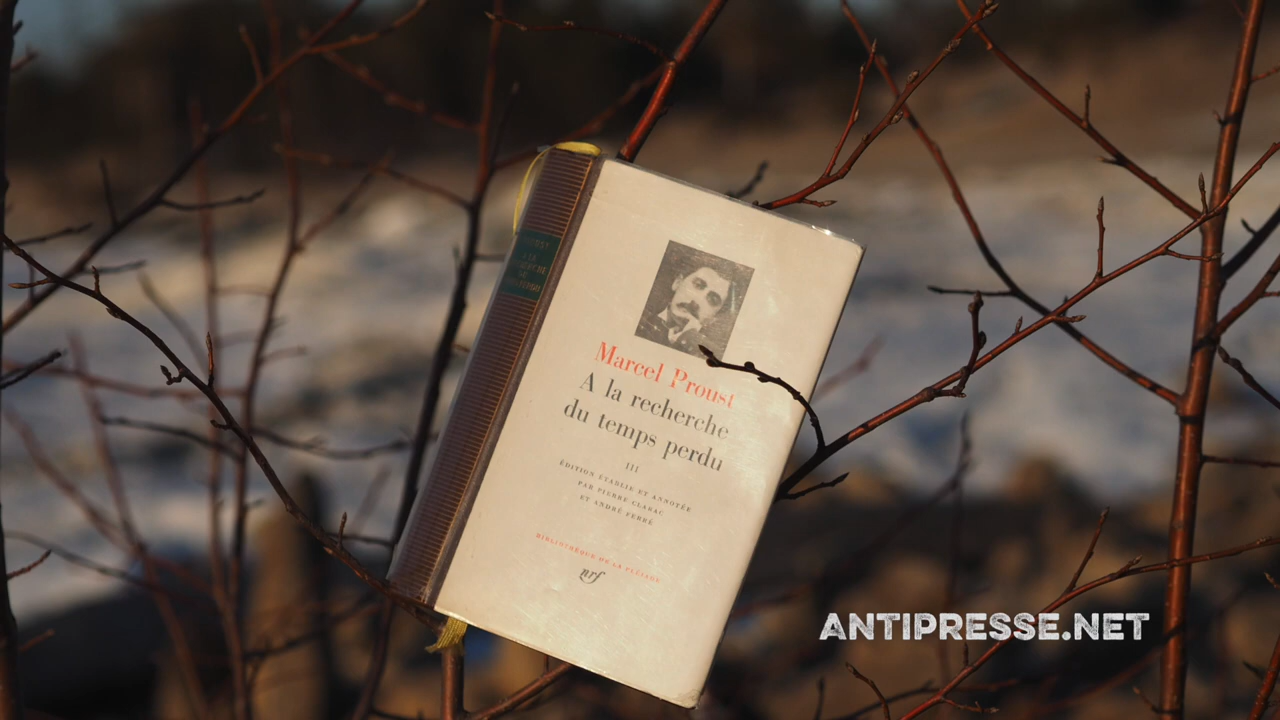 Marcel Proust
A la recherche
du temps perdu
III
ÉDITION ÉTABLIE ET ANNOTÉE
PAR PIERRE CLARAC
ET ANDRÉ FERRÉ
BIBLIOTHÈQUE DE LA PLÉIADE
nrf
ANTIPRESSE.NET